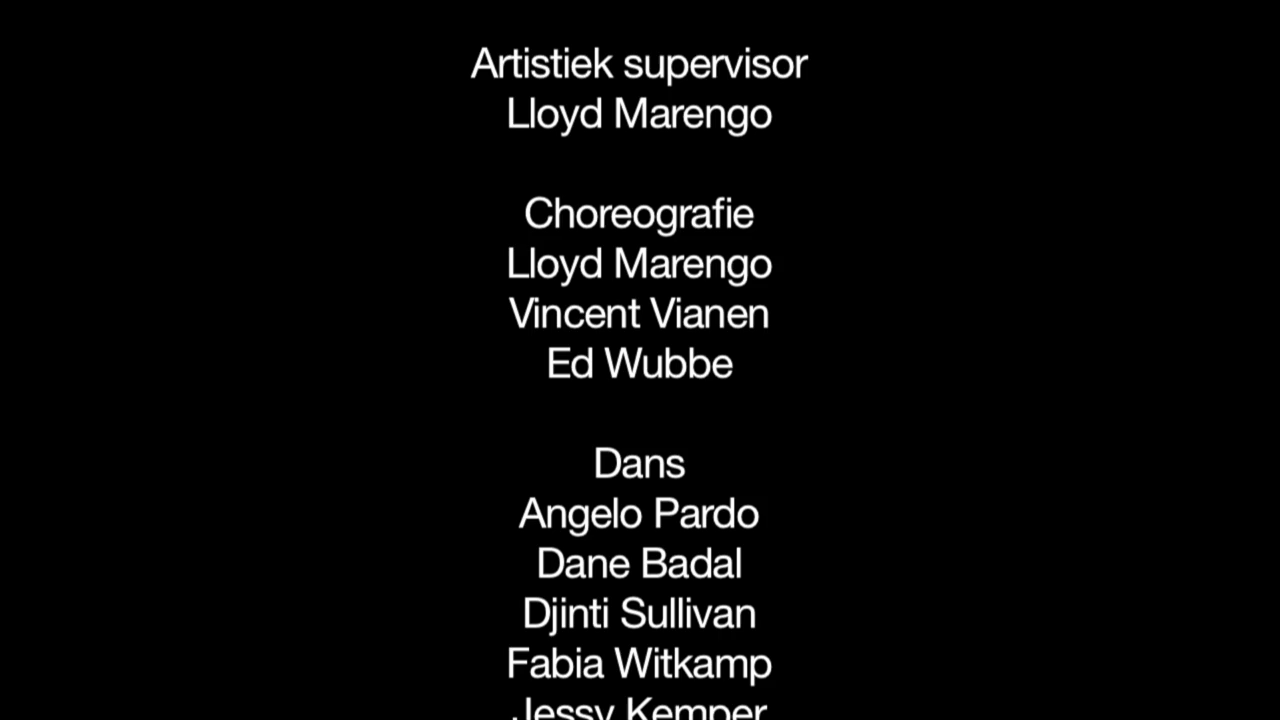 Artistiek supervisor
Lloyd Marengo
Choreografie
Lloyd Marengo
Vincent Vianen
Ed Wubbe
Dans
Angelo Pardo
Dane Badal
Djinti Sullivan
Fabia Witkamp
Jessy Kemper